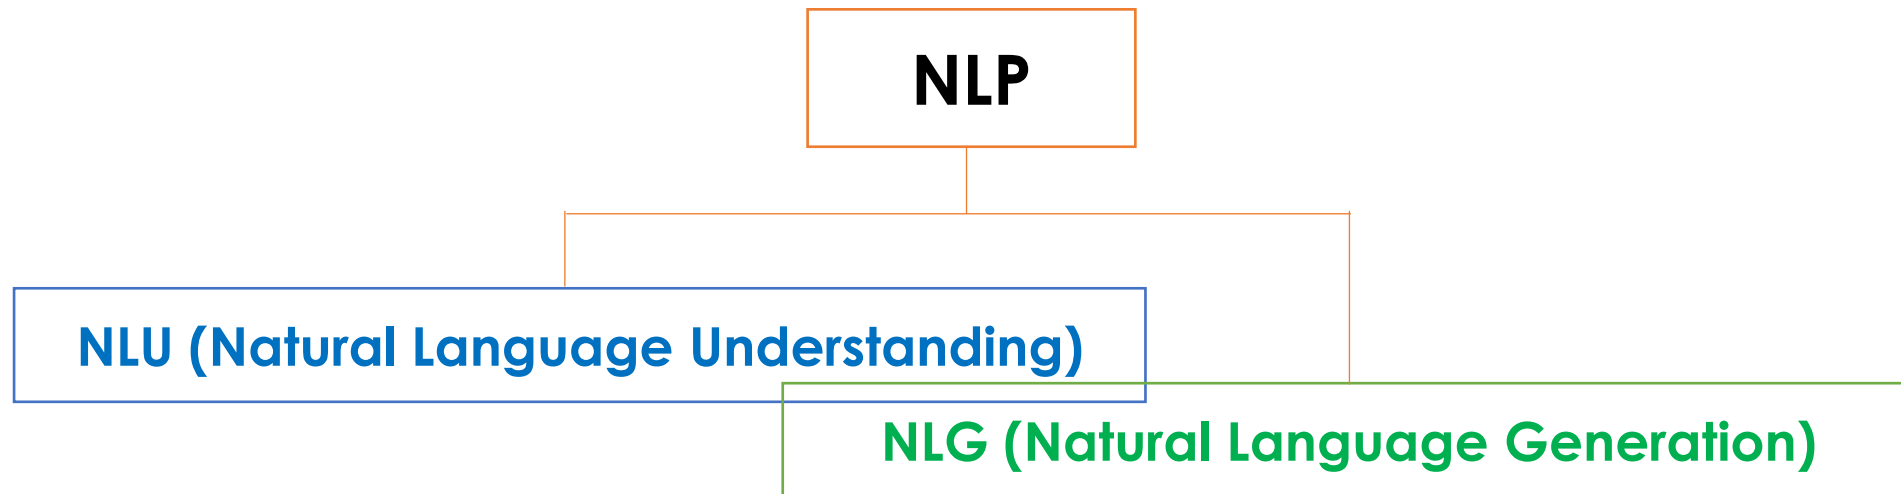 NLP
NLU (Natural Language Understanding)
NLG (Natural Language Generation)